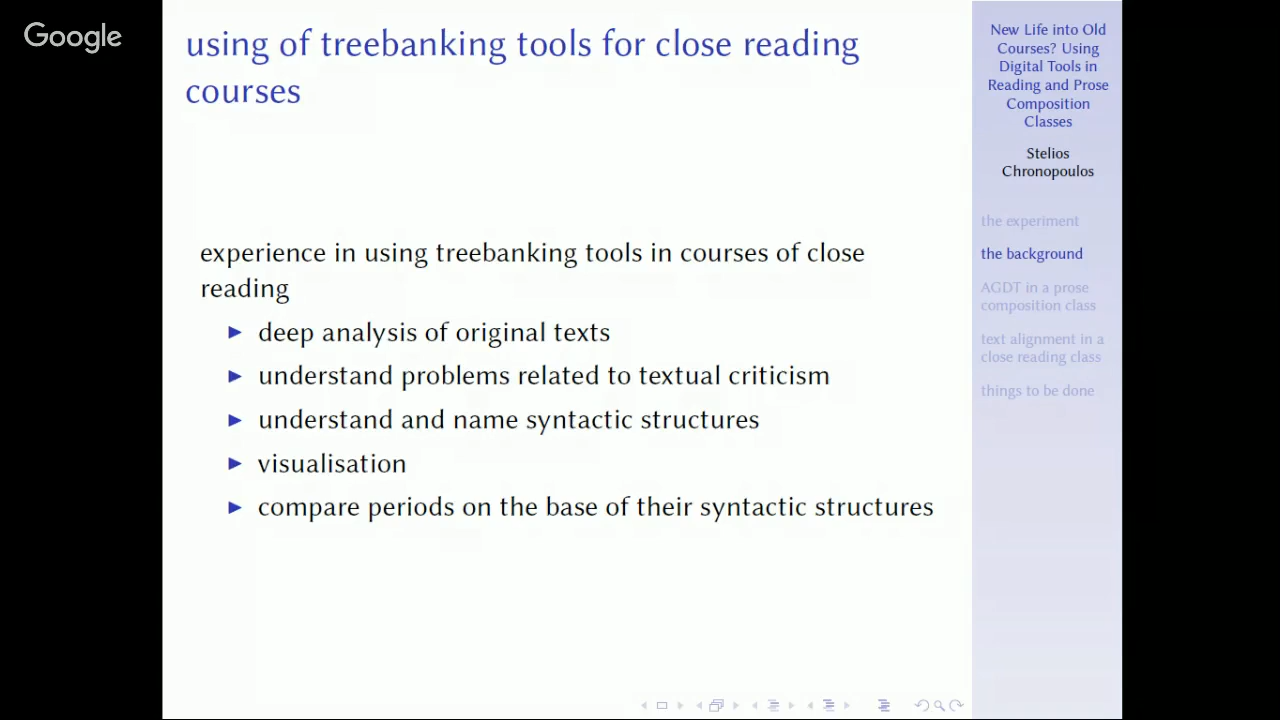 Google
using of treebanking tools for close reading
courses
experience in using treebanking tools in courses of close
reading
deep analysis of original texts
understand problems related to textual criticism
understand and name syntactic structures
visualisation
compare periods on the base of their syntactic structures
New Life into Old
Courses? Using
Digital Tools in
Reading and Prose
Composition
Classes
Stelios
Chronopoulos
the experiment
the background
AGDT in a prose
composition class
text alignment in a
close reading class
things to be done